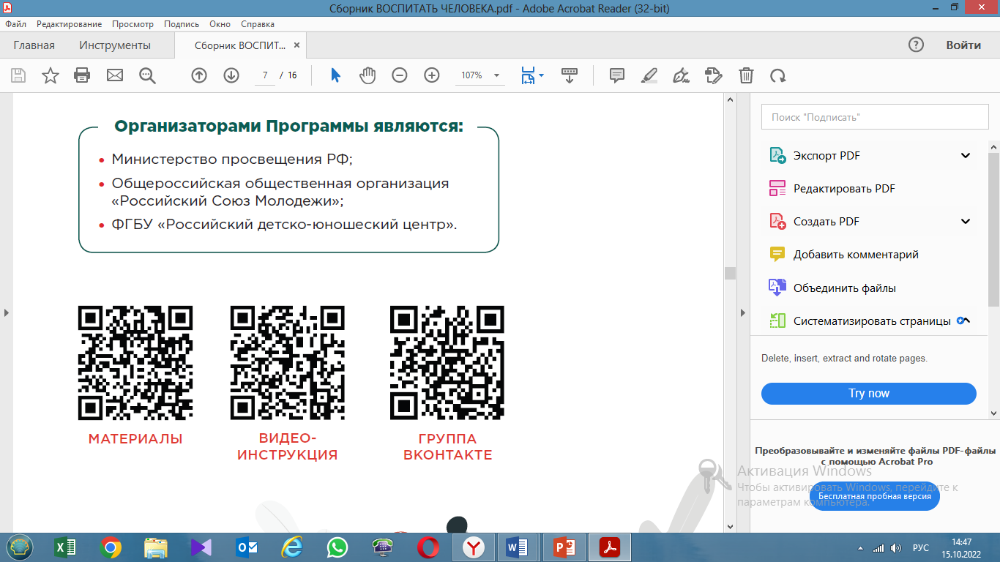 Сборник ВОСПИТАТЬ ЧЕЛОВЕКА.pdf - Adobe Acrobat Reader (32-bit)
Файл Редактирование Просмотр Подпись Окно Справка
Главная Инструменты Сборник ВОСПИТ... × Войти
7 / 16 107%
Организаторами Программы являются:
• Министерство просвещения РФ;
• Общероссийская общественная организация
«Российский Союз Молодежи»;
• ФГБУ «Российский детско-юношеский центр».
МАТЕРИАЛЫ
ВИДЕО-
ИНСТРУКЦИЯ
ГРУППА
ВКОНТАКТЕ
Поиск "Подписать"
Экспорт PDF
Редактировать PDF
Создать PDF
Добавить комментарий
Объединить файлы
Систематизировать страницы
Delete, insert, extract and rotate pages.
Try now
Преобразовывайте и изменяйте файлы PDF-файлы
с помощью Acrobat Pro
Бесплатная пробная версия
Активация Windows
Чтобы активировать Windows, перейдите к
параметрам компьютера.
РУС
14:47
15.10.2022